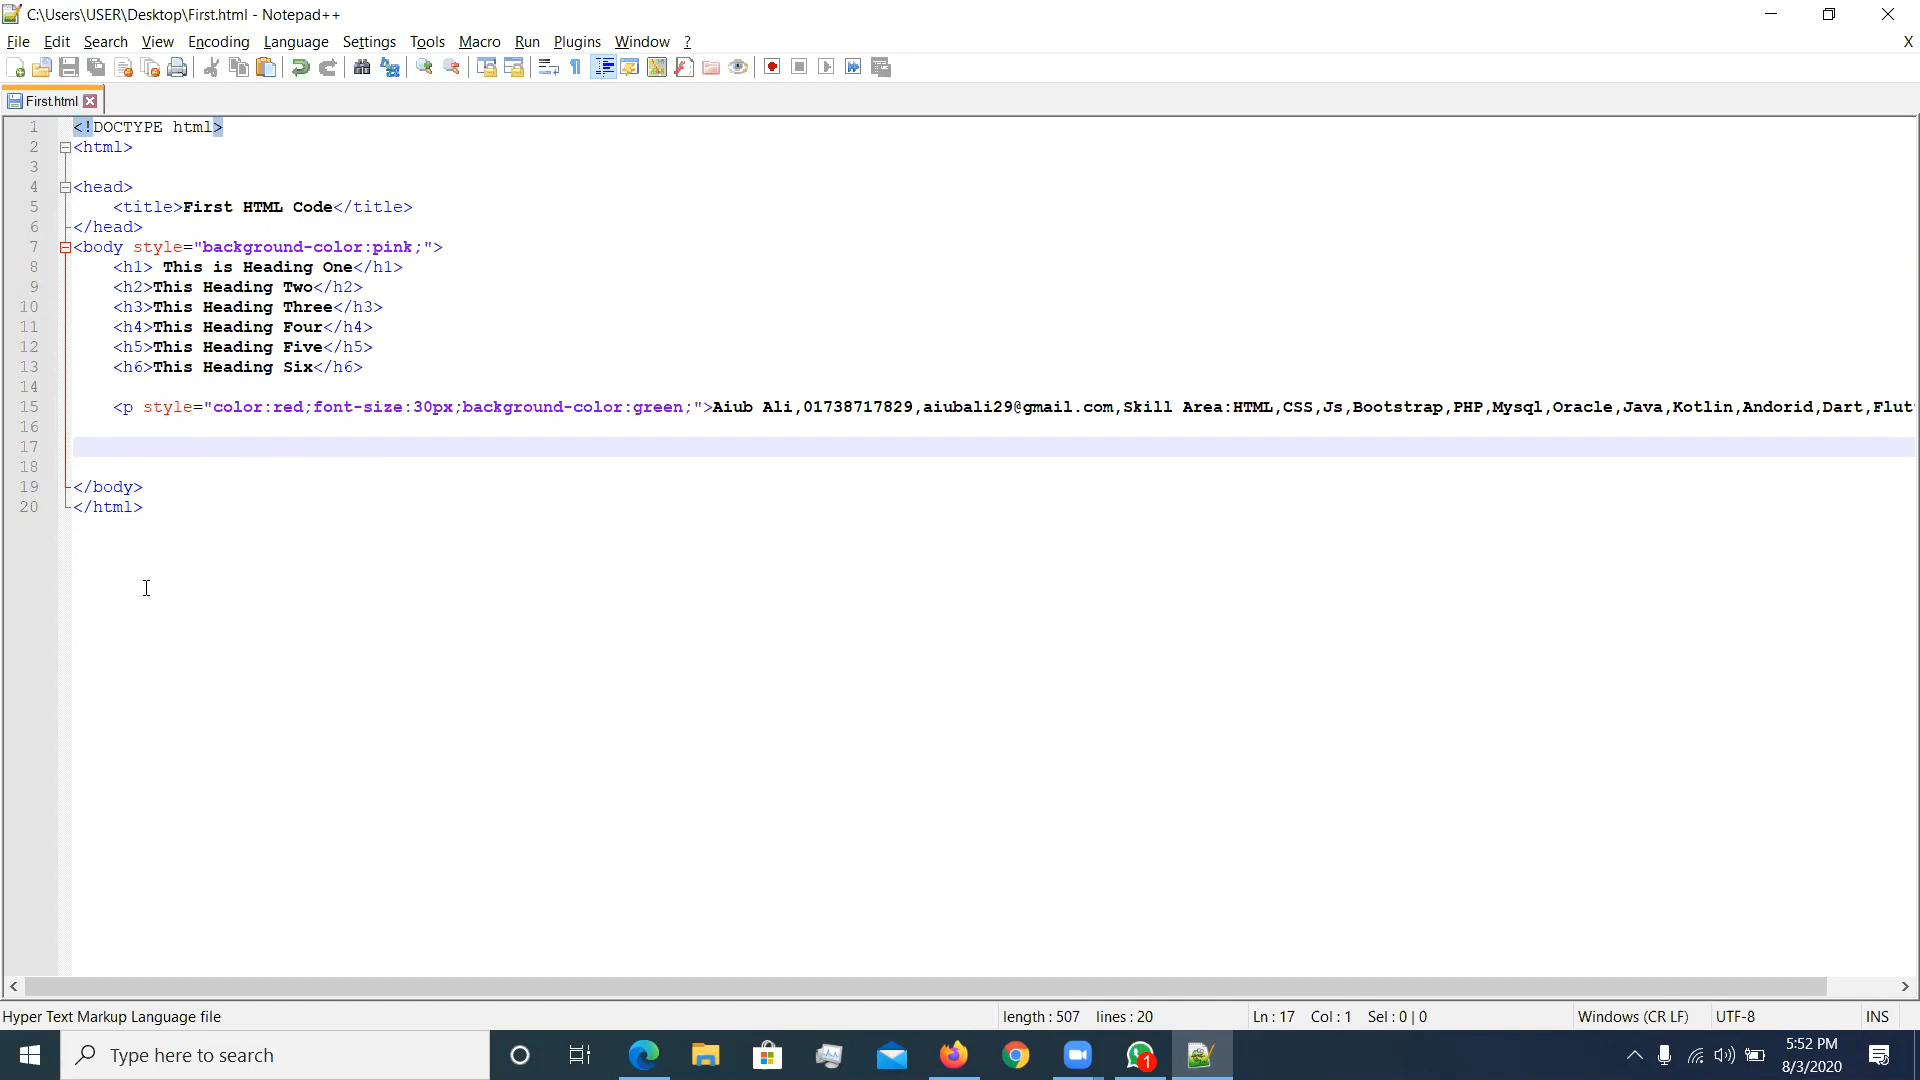 C:\Users\USER\Desktop\First.html - Notepad++
File Edit Search View Encoding Language Settings Tools Macro Run Plugins Window ? X
First.html
1 <!DOCTYPE html>
2 <html>
3
4 <head>
5 <title>First HTML Code</title>
6 </head>
7 <body style="background-color:pink;">
8 <h1> This is Heading One</h1>
9 <h2>This Heading Two</h2>
10 <h3>This Heading Three</h3>
11 <h4>This Heading Four</h4>
12 <h5>This Heading Five</h5>
13 <h6>This Heading Six</h6>
14
15 <p style="color:red;font-size:30px;background-color:green;">Aiub Ali,01738717829,aiubali29@gmail.com,Skill Area:HTML,CSS,Js,Bootstrap,PHP,Mysql,Oracle,Java,Kotlin,Andorid,Dart,Flut
16
17
18
19 </body>
20 </html>
Hyper Text Markup Language file length : 507 lines : 20 Ln : 17 Col : 1 Sel : 0 | 0 Windows (CR LF) UTF-8 INS
Type here to search
1
5:52 PM
8/3/2020